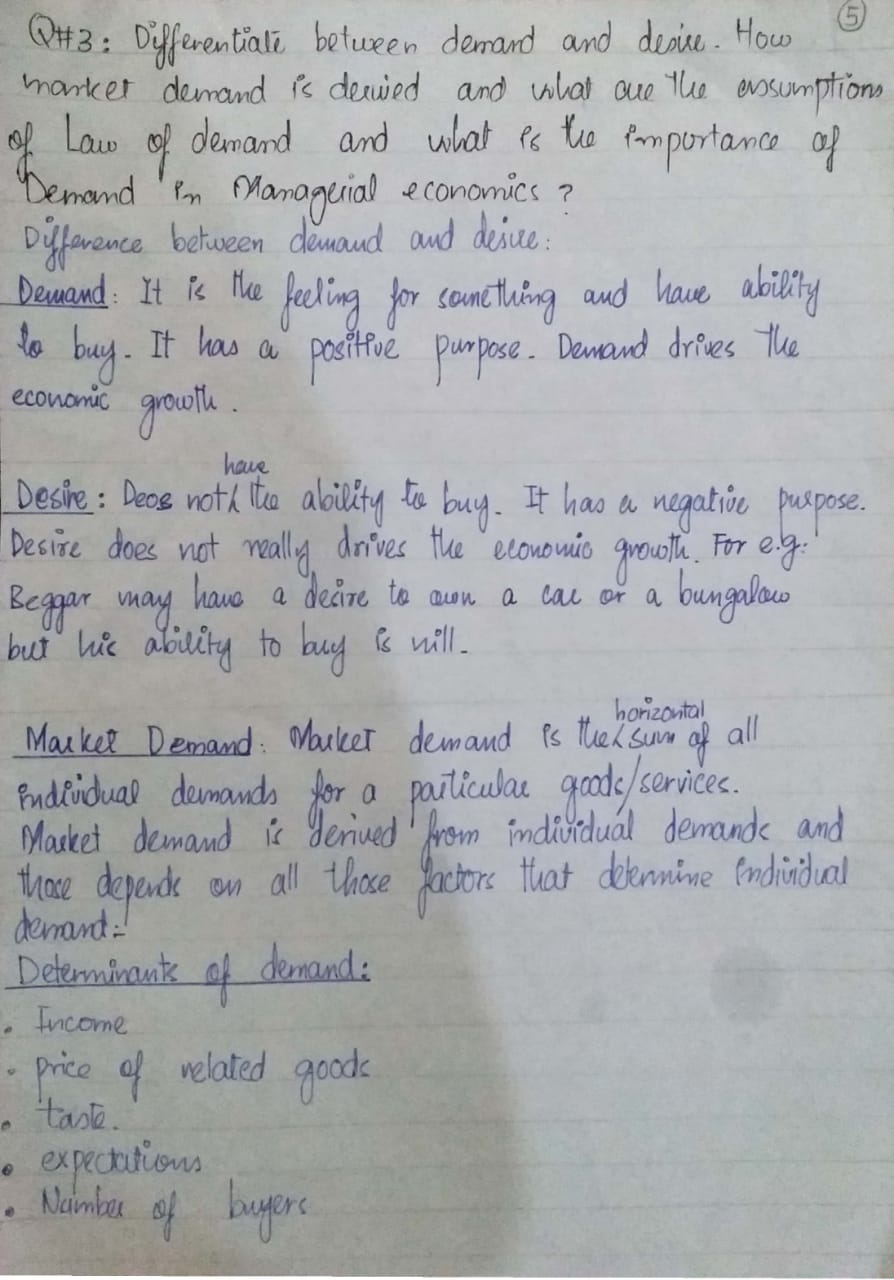 5
Q#3: Differentiate between demand and desire. How
market demand is derived and what are the assumptions
of Law of demand and what is the importance of
Demand in Managerial economics?
Difference between demand and desire:
Demand: It is the feeling for something and have ability
to buy. It has a positive purpose. Demand drives the
economic growth.
have
Desire: Deos not ^ the ability to buy. It has a negative purpose.
Desire does not really drives the economic growth. For e.g:
Beggar may have a desire to own a car or a bungalow
but his ability to buy is nill.
horizontal
Market Demand: Market demand is the ^ sum of all
individual demands for a particular goods/services.
Market demand is derived from individual demands and
those depends on all those factors that determine individual
demand:-
Determinants of demand:
• Income
• price of related goods
• taste.
• expectations
• Number of buyers